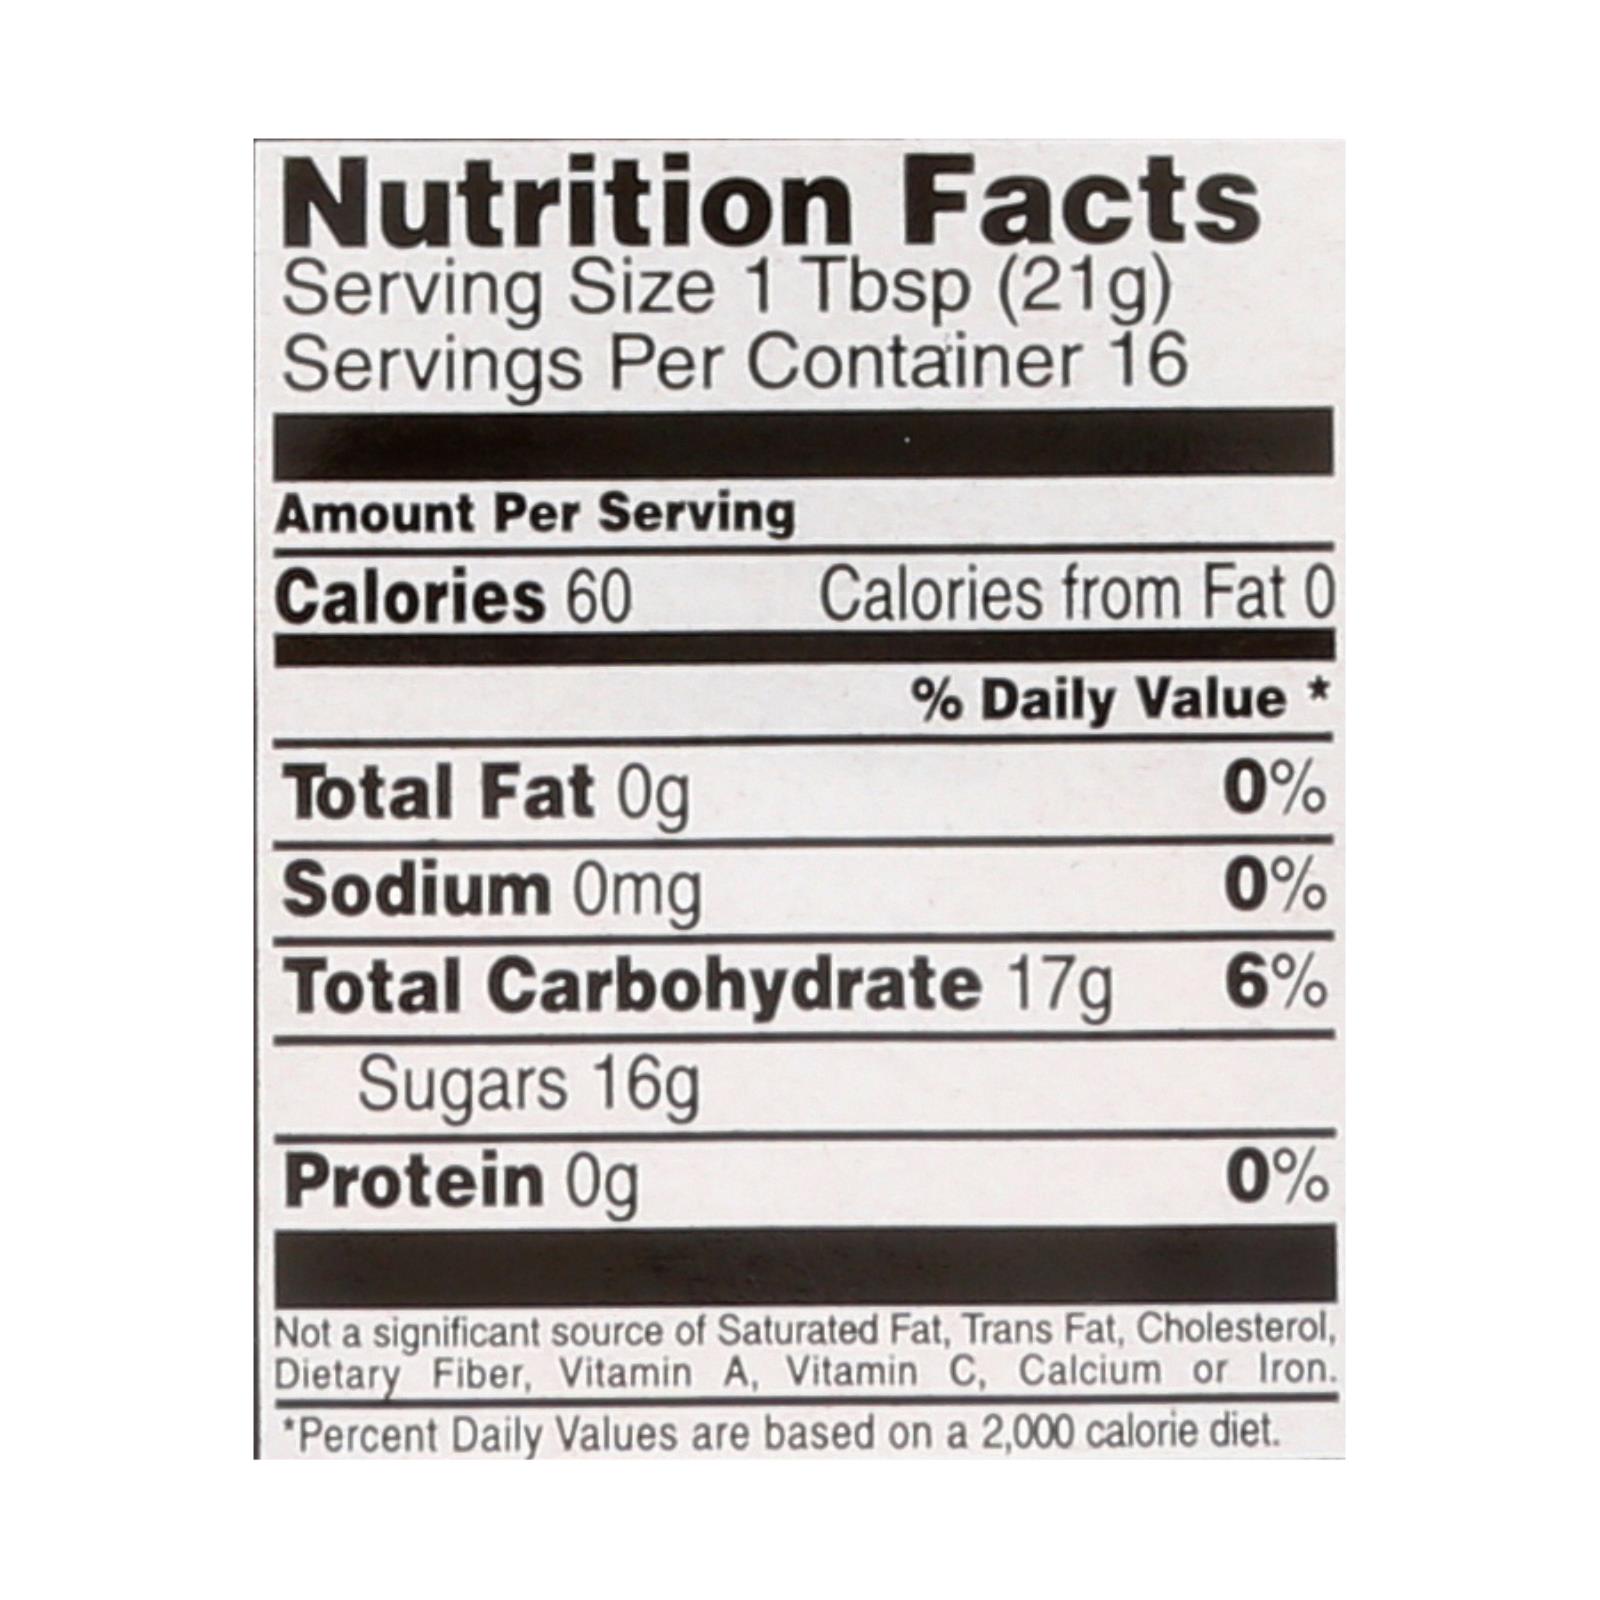 Nutrition Facts
Serving Size 1 Tbsp (21g)
Servings Per Container 16
Amount Per Serving
Calories 60 Calories from Fat 0
% Daily Value *
Total Fat 0g 0%
Sodium 0mg 0%
Total Carbohydrate 17g 6%
Sugars 16g
Protein 0g 0%
Not a significant source of Saturated Fat, Trans Fat, Cholesterol,
Dietary Fiber, Vitamin A, Vitamin C, Calcium or Iron.
*Percent Daily Values are based on a 2,000 calorie diet.